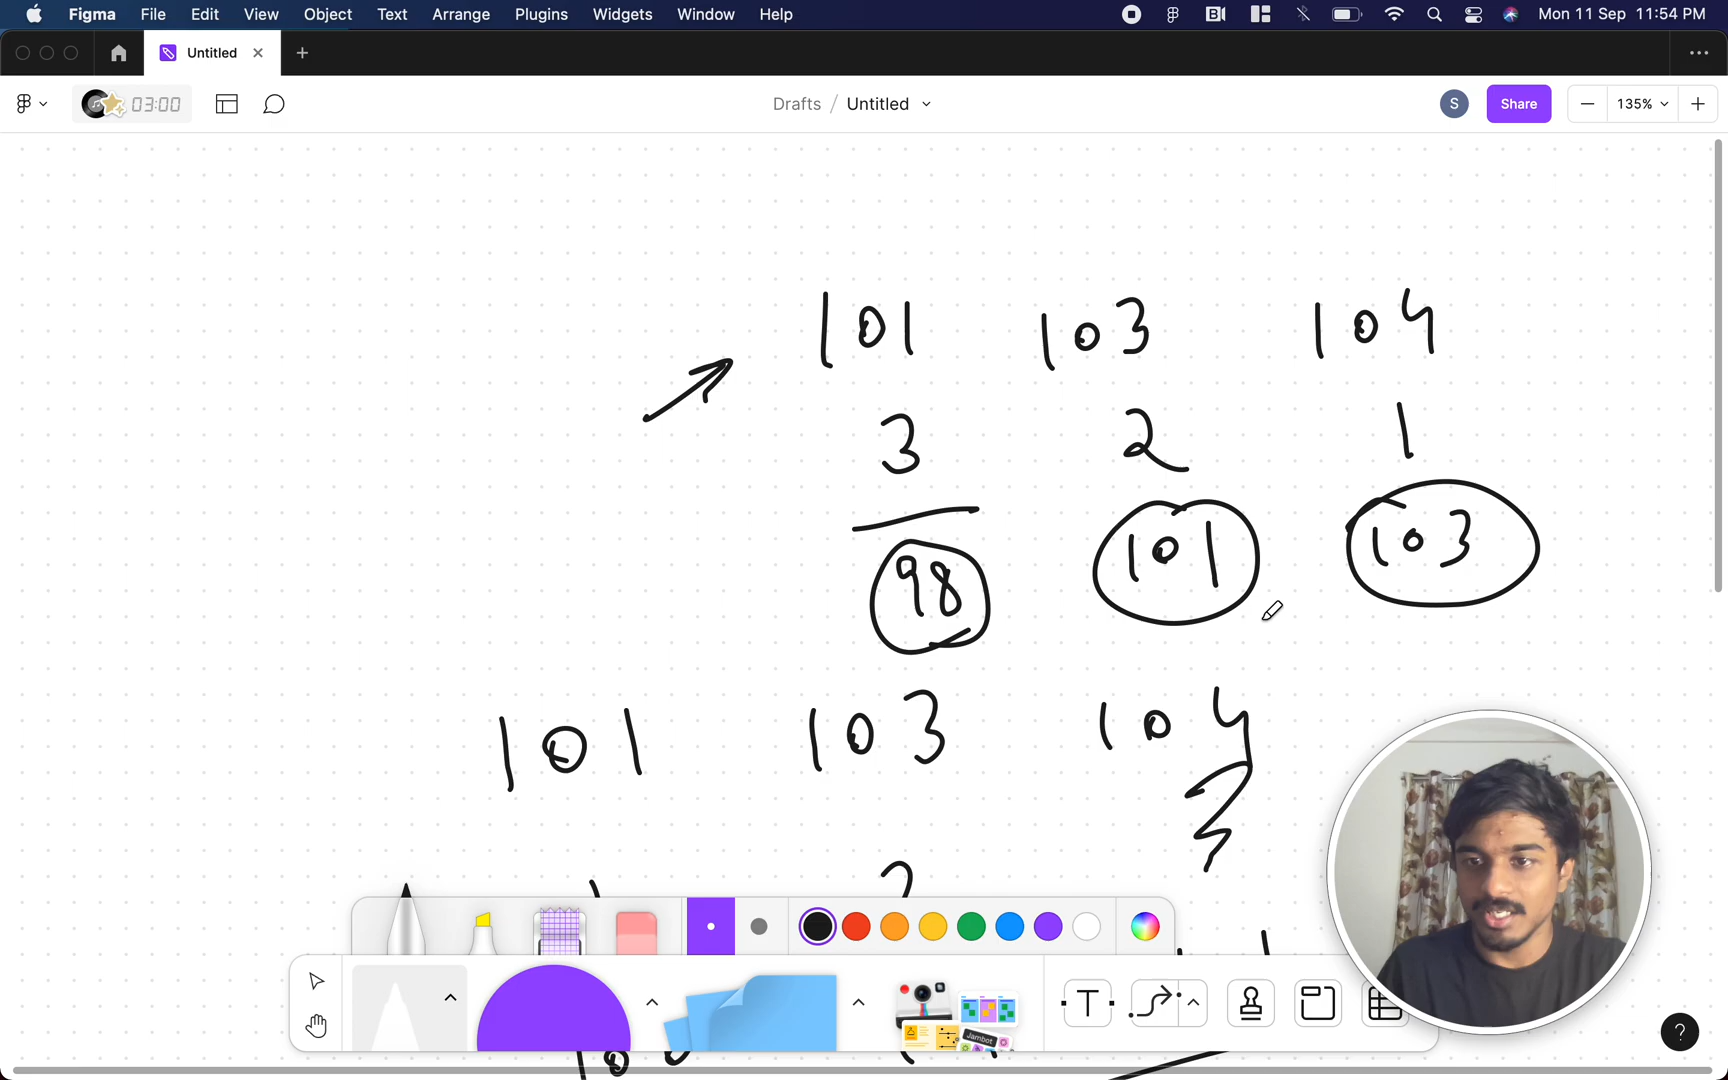 Figma File Edit View Object Text Arrange Plugins Widgets Window Help Mon 11 Sep 11:54 PM
Untitled
03:00 Drafts / Untitled S Share 135%
101 103 104
3 2 1
98 101 103
101 103 104
T
Jambot
?